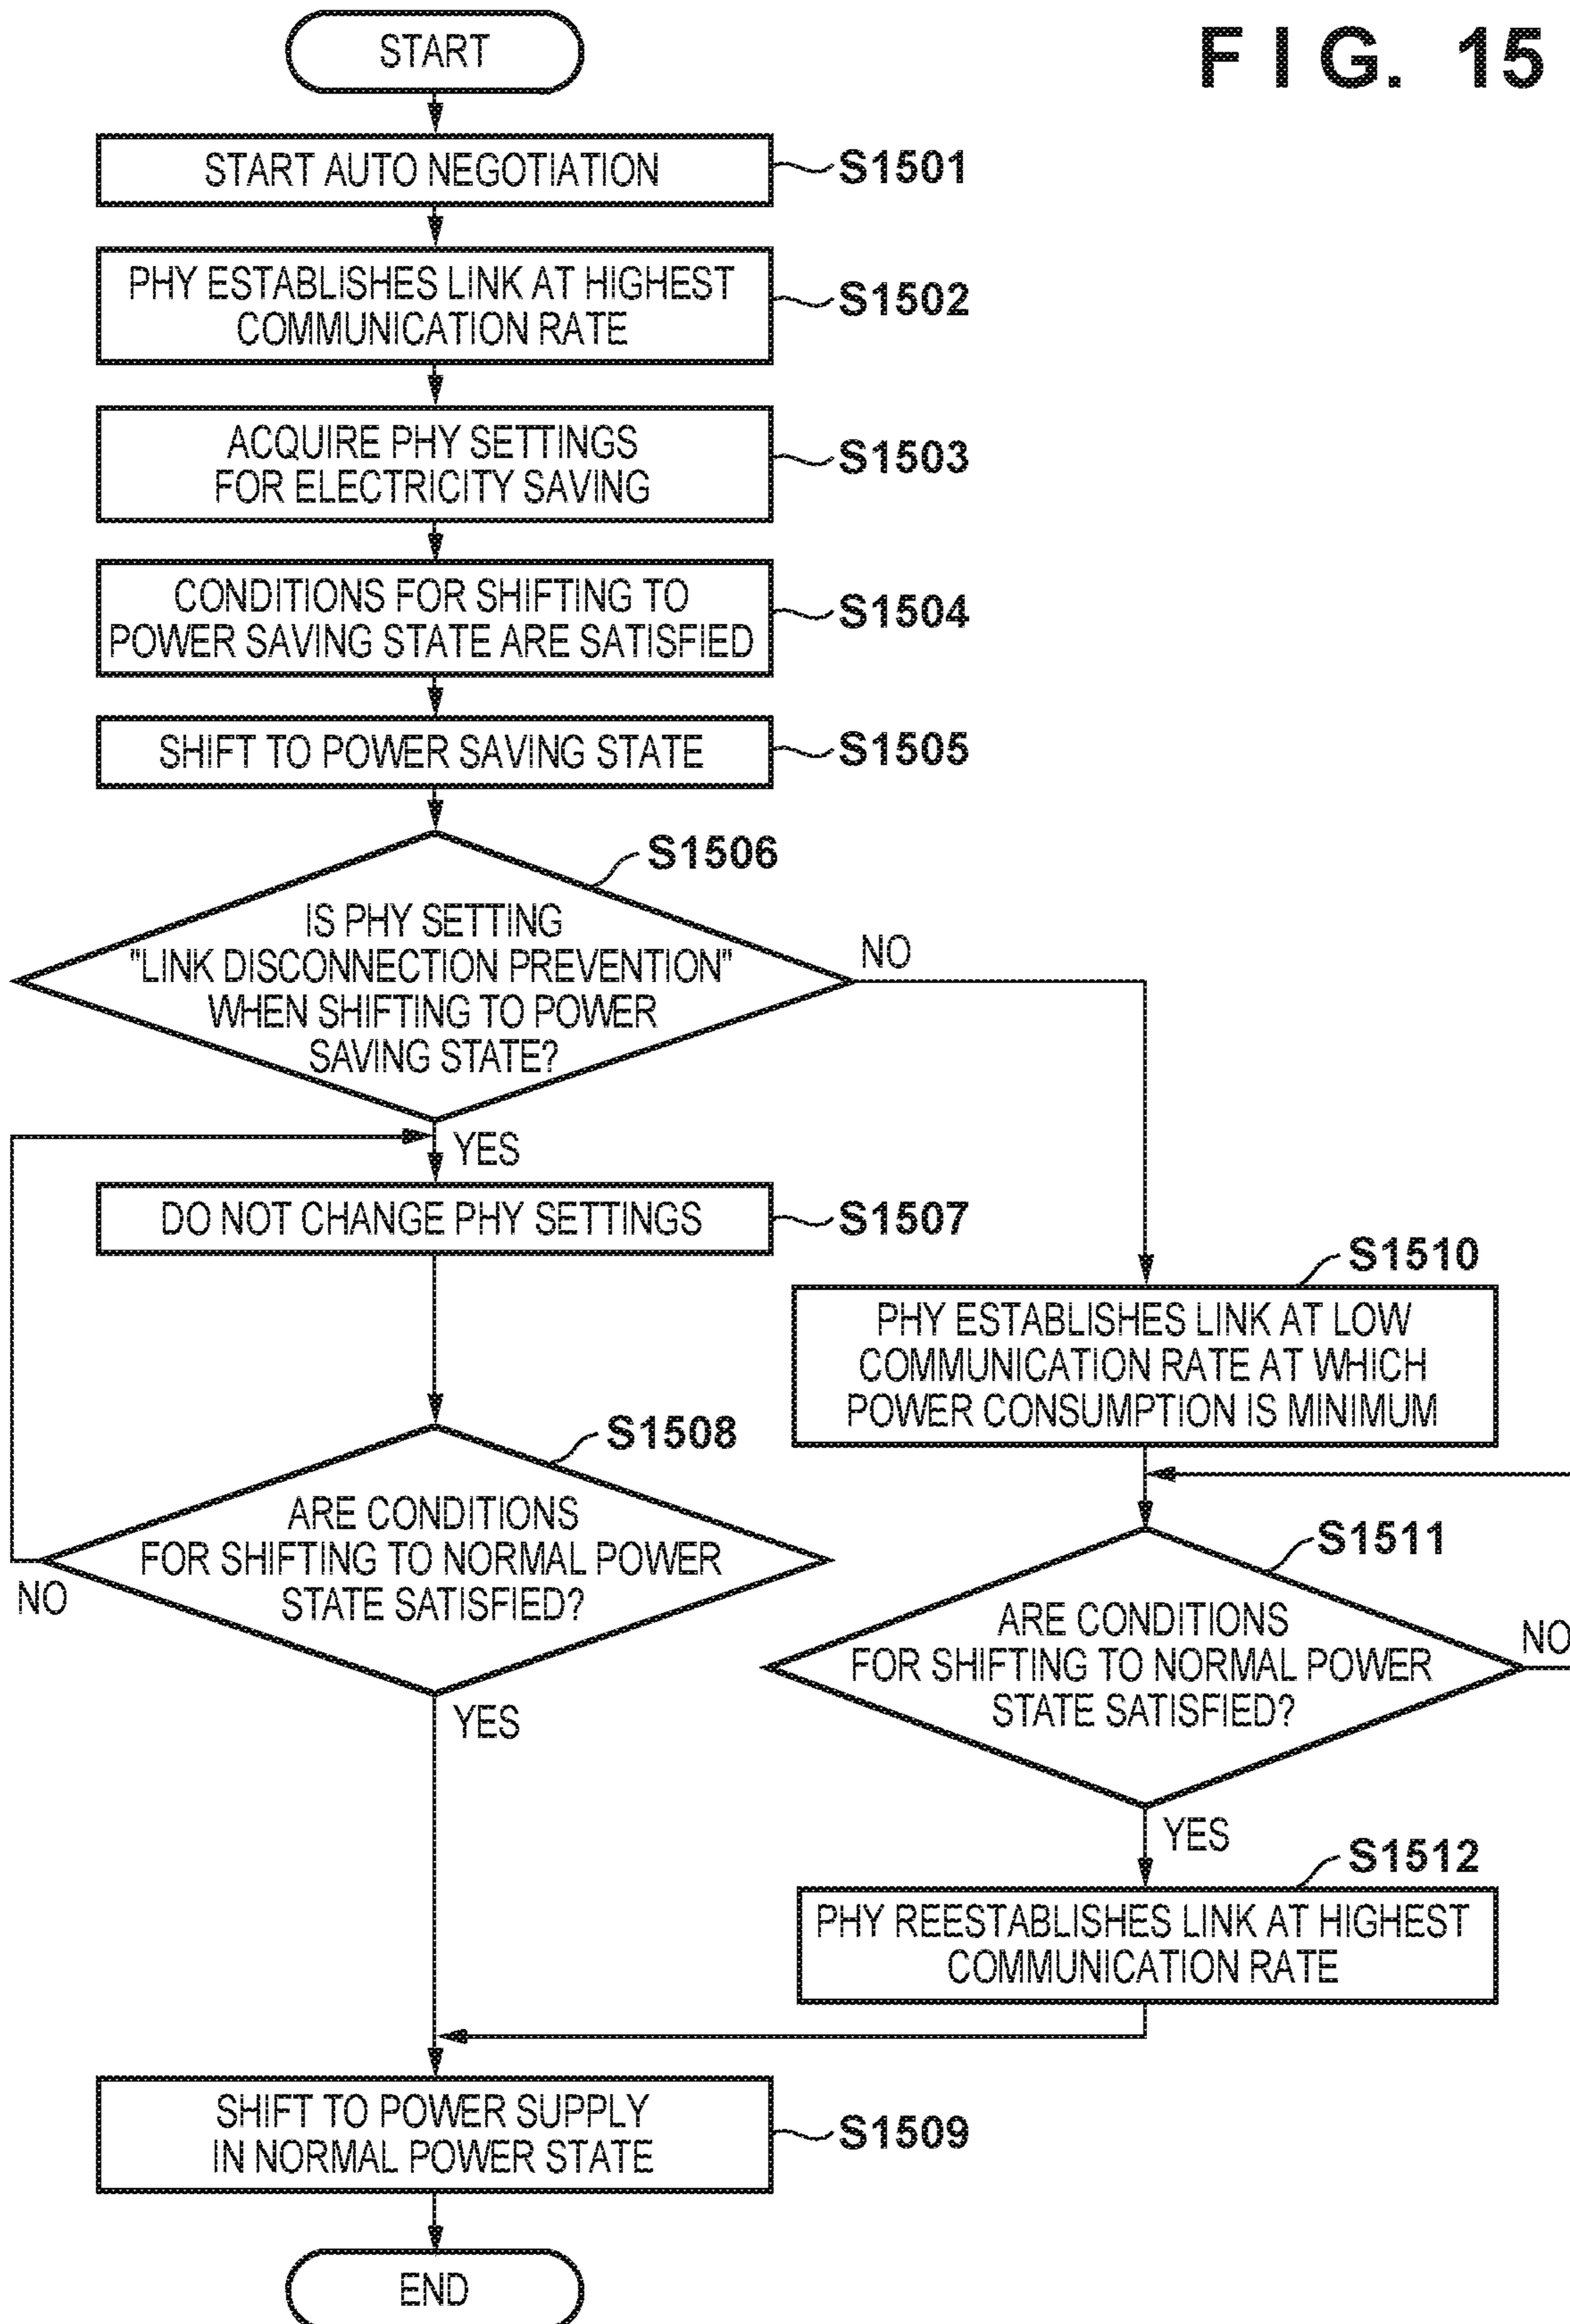 FIG. 15
START
START AUTO NEGOTIATION
S1501
PHY ESTABLISHES LINK AT HIGHEST
COMMUNICATION RATE
S1502
ACQUIRE PHY SETTINGS
FOR ELECTRICITY SAVING
S1503
CONDITIONS FOR SHIFTING TO
POWER SAVING STATE ARE SATISFIED
S1504
SHIFT TO POWER SAVING STATE
S1505
S1506
IS PHY SETTING
"LINK DISCONNECTION PREVENTION"
WHEN SHIFTING TO POWER
SAVING STATE?
NO
YES
DO NOT CHANGE PHY SETTINGS
S1507
S1508
ARE CONDITIONS
FOR SHIFTING TO NORMAL POWER
STATE SATISFIED?
NO
YES
S1510
PHY ESTABLISHES LINK AT LOW
COMMUNICATION RATE AT WHICH
POWER CONSUMPTION IS MINIMUM
S1511
ARE CONDITIONS
FOR SHIFTING TO NORMAL POWER
STATE SATISFIED?
NO
YES
S1512
PHY REESTABLISHES LINK AT HIGHEST
COMMUNICATION RATE
SHIFT TO POWER SUPPLY
IN NORMAL POWER STATE
S1509
END